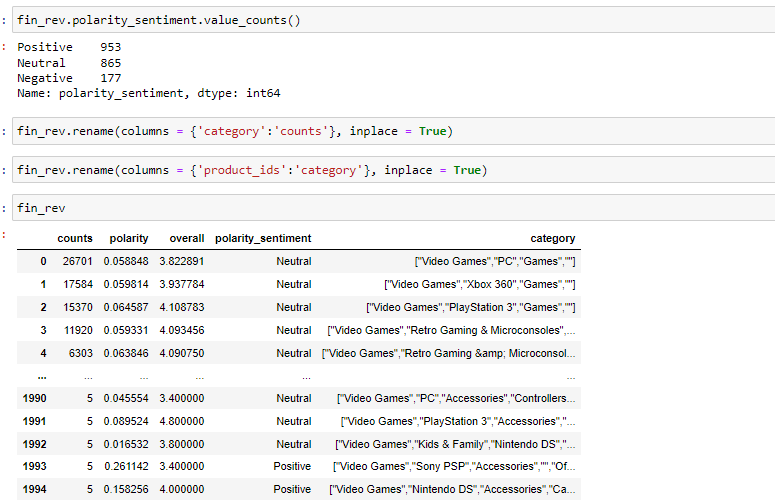 : fin_rev.polarity_sentiment.value_counts()
: Positive    953
Neutral     865
Negative    177
Name: polarity_sentiment, dtype: int64
: fin_rev.rename(columns = {'category':'counts'}, inplace = True)
: fin_rev.rename(columns = {'product_ids':'category'}, inplace = True)
: fin_rev
:
counts polarity overall polarity_sentiment category
0 26701 0.058848 3.822891 Neutral ["Video Games","PC","Games",""]
1 17584 0.059814 3.937784 Neutral ["Video Games","Xbox 360","Games",""]
2 15370 0.064587 4.108783 Neutral ["Video Games","PlayStation 3","Games",""]
3 11920 0.059331 4.093456 Neutral ["Video Games","Retro Gaming & Microconsoles",...
4 6303 0.063846 4.090750 Neutral ["Video Games","Retro Gaming &amp; Microconsol...
... ... ... ... ... ...
1990 5 0.045554 3.400000 Neutral ["Video Games","PC","Accessories","Controllers...
1991 5 0.089524 4.800000 Neutral ["Video Games","PlayStation 3","Accessories","...
1992 5 0.016532 3.800000 Neutral ["Video Games","Kids & Family","Nintendo DS","...
1993 5 0.261142 3.400000 Positive ["Video Games","Sony PSP","Accessories","","Of...
1994 5 0.158256 4.000000 Positive ["Video Games","Nintendo DS","Accessories","Ca...